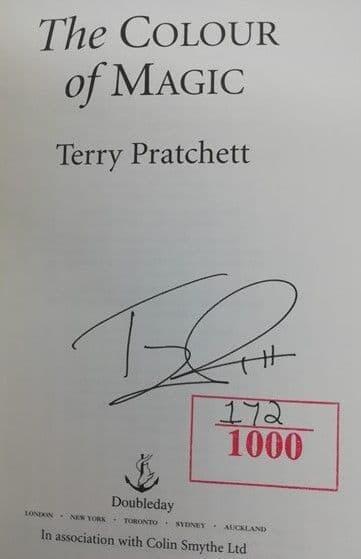 The COLOUR
of MAGIC
Terry Pratchett
172
1000
Doubleday
LONDON · NEW YORK · TORONTO · SYDNEY · AUCKLAND
In association with Colin Smythe Ltd